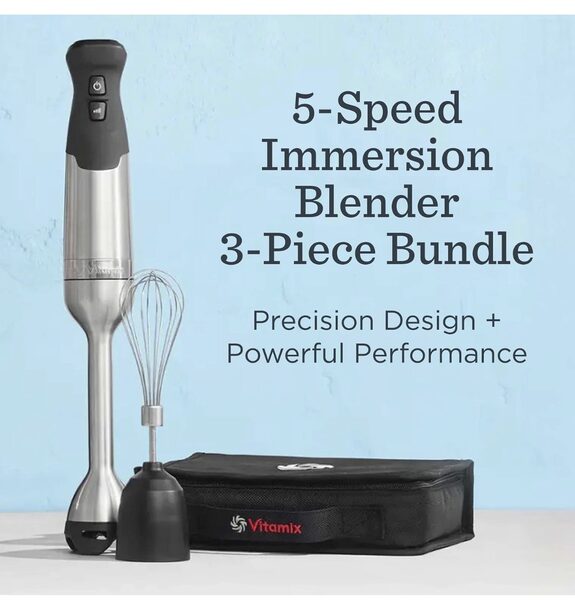 5-Speed
Immersion
Blender
3-Piece Bundle
Precision Design +
Powerful Performance
Vitamix